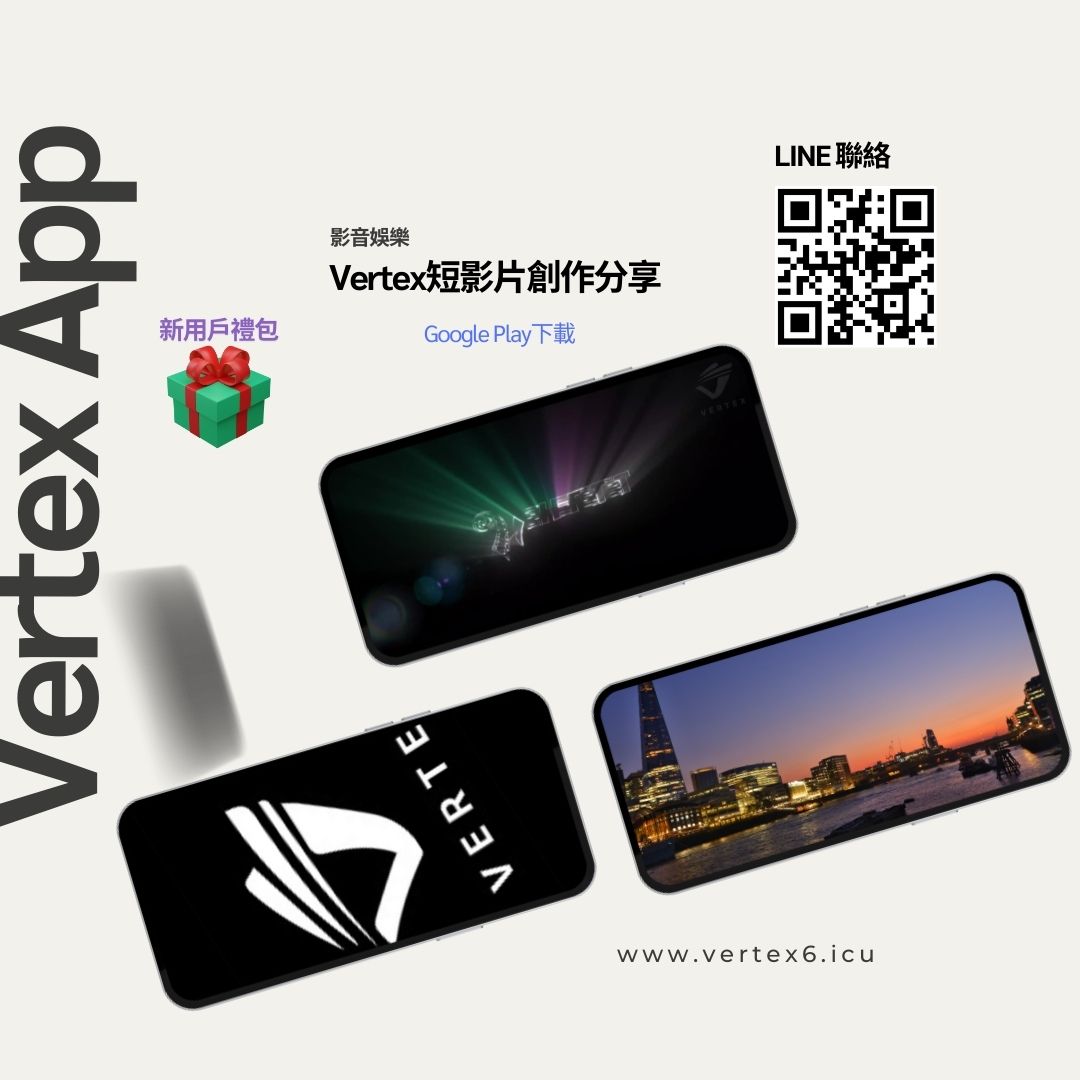 Vertex App
LINE 聯絡
影音娛樂
Vertex短影片創作分享
新用戶禮包
Google Play下載
VERTEX
VERTE
www.vertex6.icu